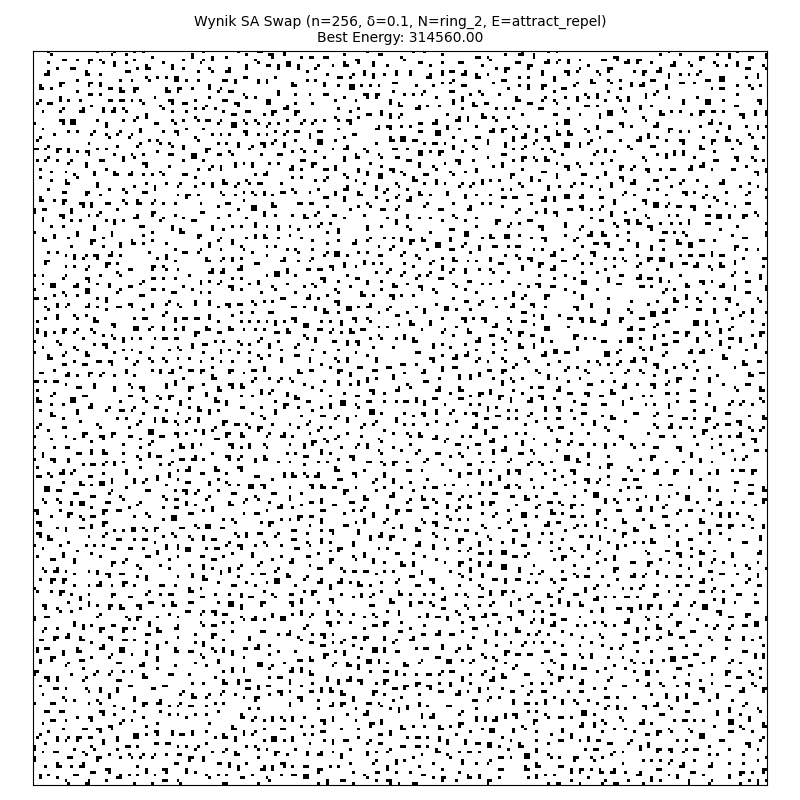 Wynik SA Swap (n=256, δ=0.1, N=ring_2, E=attract_repel)
Best Energy: 314560.00